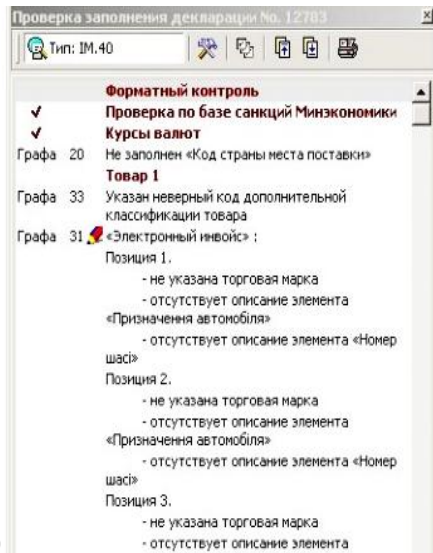 Проверка заполнения декларации No. 12783
Тип: IM.40
Форматный контроль
✓ Проверка по базе санкций Минэкономики
✓ Курсы валют
Графа 20 Не заполнен «Код страны места поставки»
Товар 1
Графа 33 Указан неверный код дополнительной
классификации товара
Графа 31 «Электронный инвойс» :
Позиция 1.
- не указана торговая марка
- отсутствует описание элемента
«Призначення автомобіля»
- отсутствует описание элемента «Номер
шасі»
Позиция 2.
- не указана торговая марка
- отсутствует описание элемента
«Призначення автомобіля»
- отсутствует описание элемента «Номер
шасі»
Позиция 3.
- не указана торговая марка
- отсутствует описание элемента